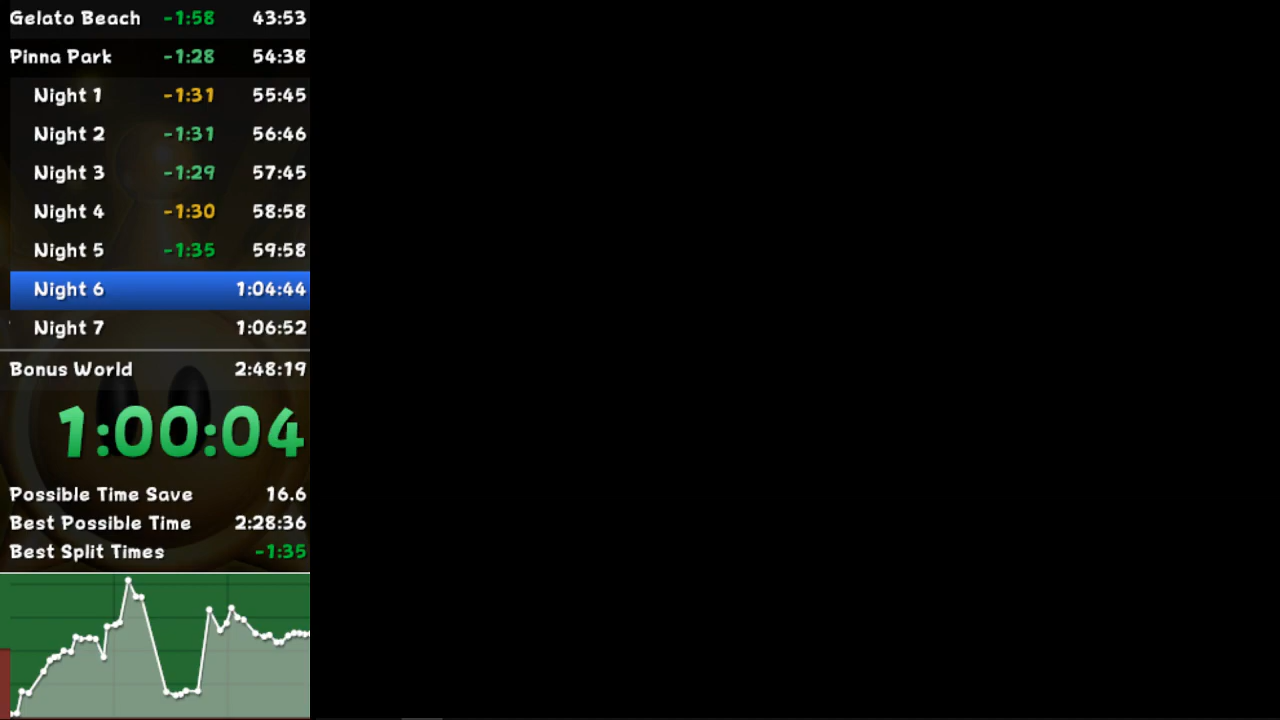 Gelato Beach -1:58 43:53
Pinna Park -1:28 54:38
Night 1 -1:31 55:45
Night 2 -1:31 56:46
Night 3 -1:29 57:45
Night 4 -1:30 58:58
Night 5 -1:35 59:58
Night 6 1:04:44
Night 7 1:06:52
Bonus World 2:48:19
1:00:04
Possible Time Save 16.6
Best Possible Time 2:28:36
Best Split Times -1:35